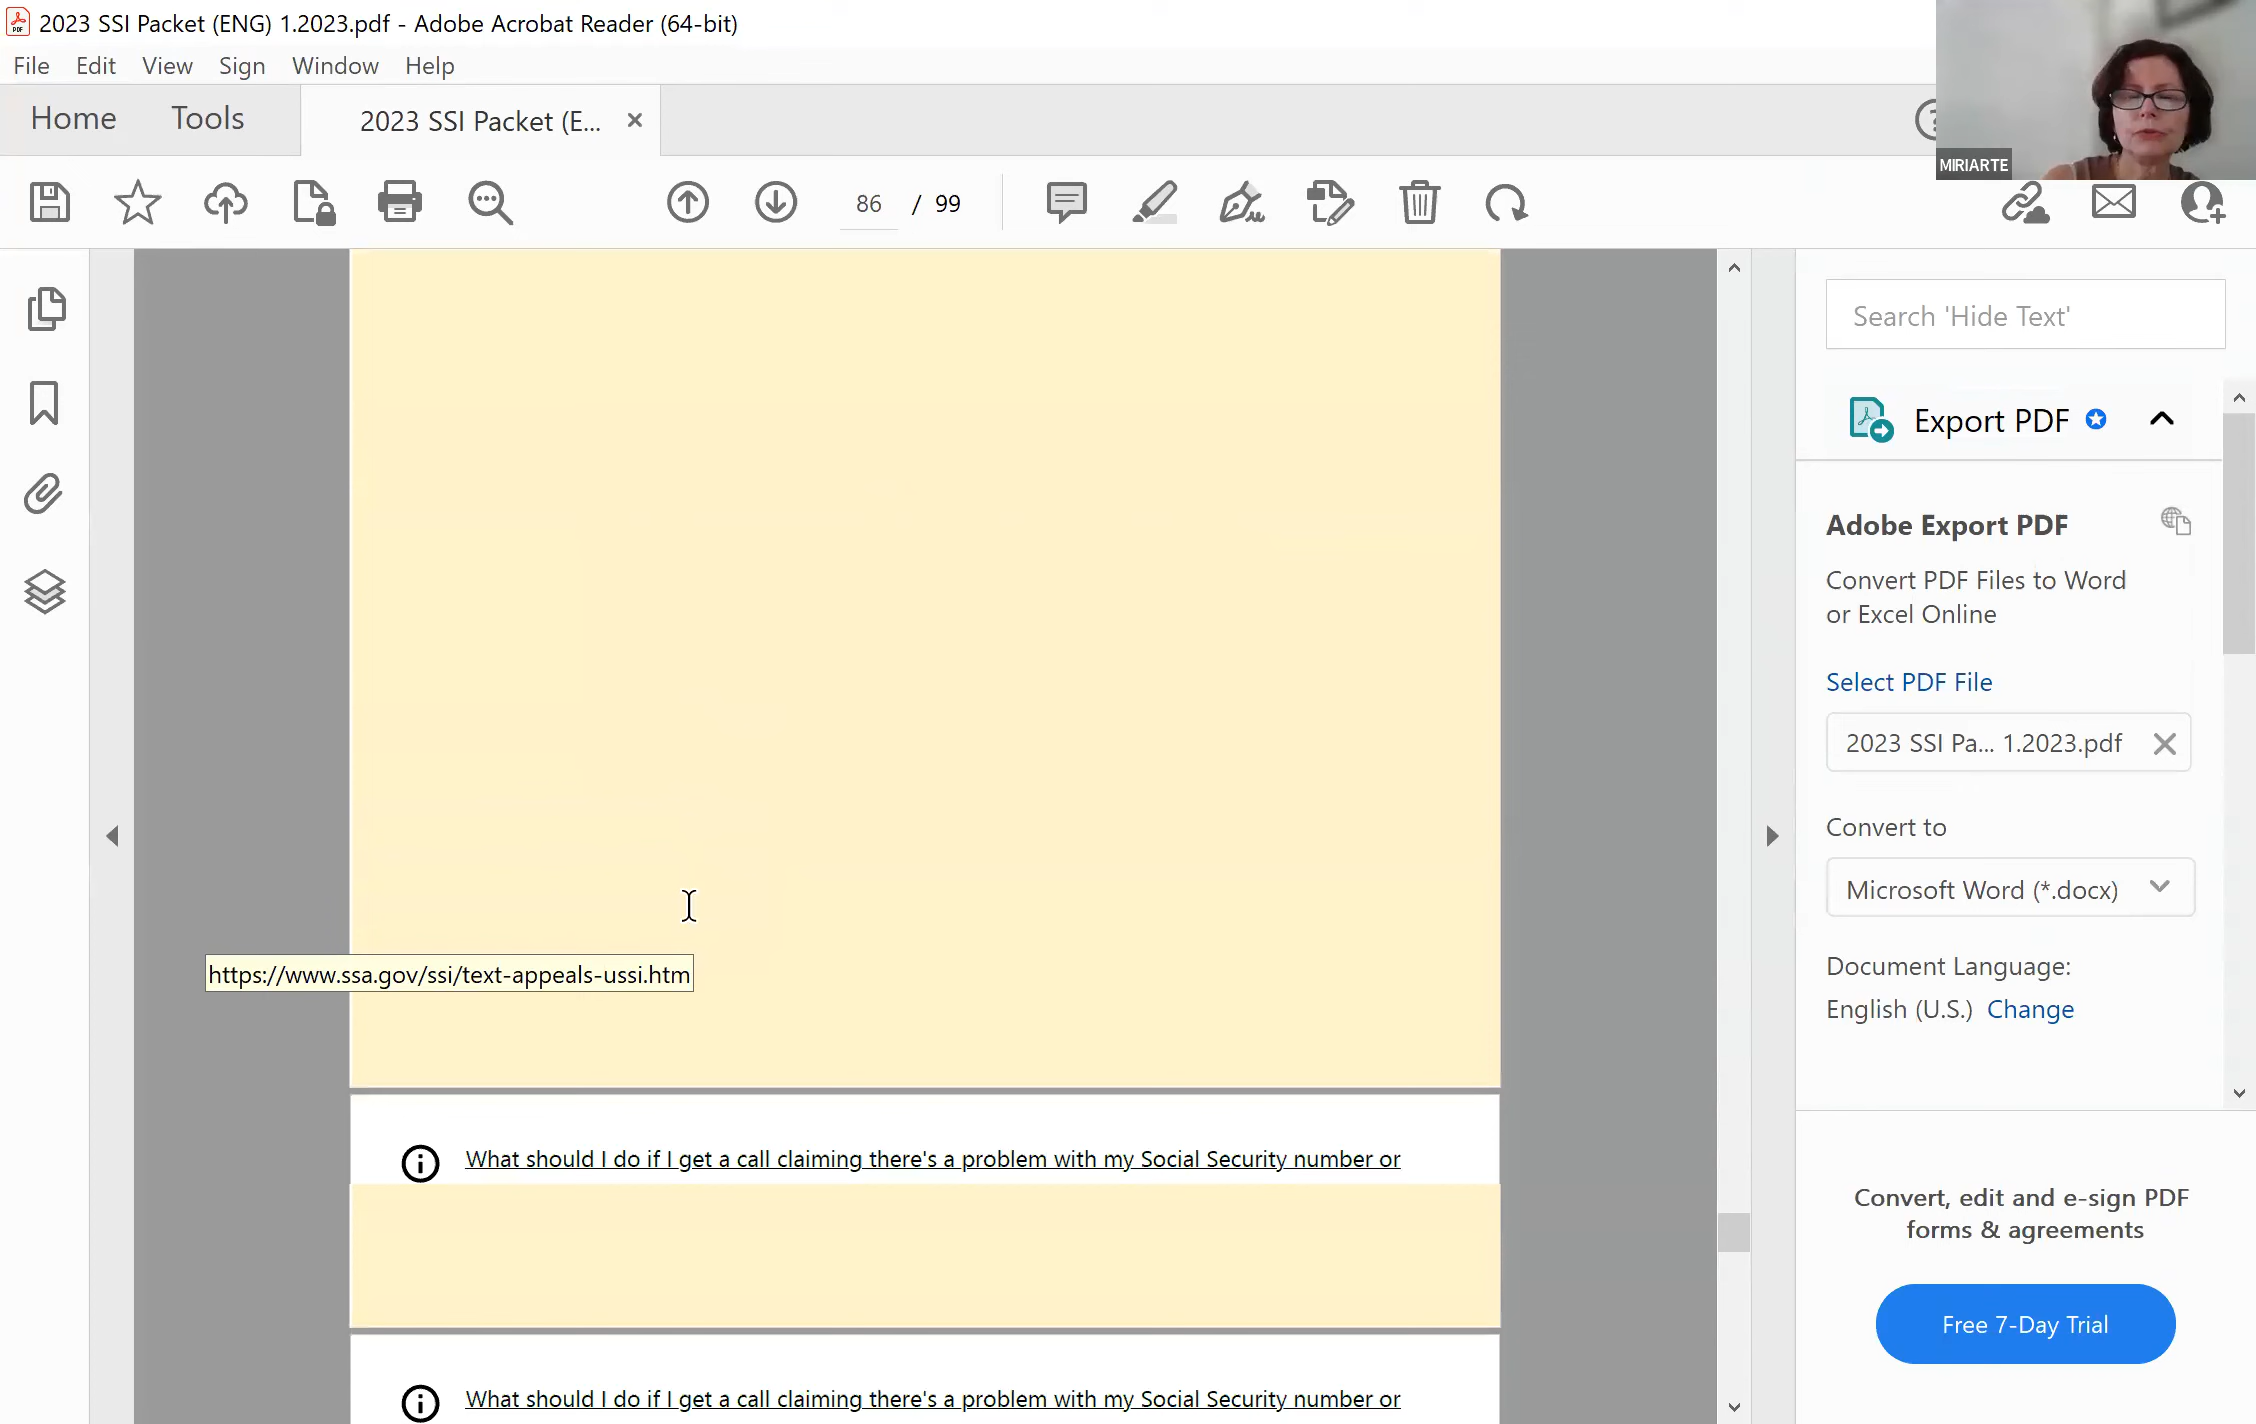 2023 SSI Packet (ENG) 1.2023.pdf - Adobe Acrobat Reader (64-bit)
File Edit View Sign Window Help
Home Tools 2023 SSI Packet (E... ×
MIRIARTE
86 / 99
Search 'Hide Text'
Export PDF
Adobe Export PDF
Convert PDF Files to Word
or Excel Online
Select PDF File
2023 SSI Pa... 1.2023.pdf
Convert to
Microsoft Word (*.docx)
Document Language:
English (U.S.) Change
https://www.ssa.gov/ssi/text-appeals-ussi.htm
What should I do if I get a call claiming there's a problem with my Social Security number or
What should I do if I get a call claiming there's a problem with my Social Security number or
Convert, edit and e-sign PDF
forms & agreements
Free 7-Day Trial